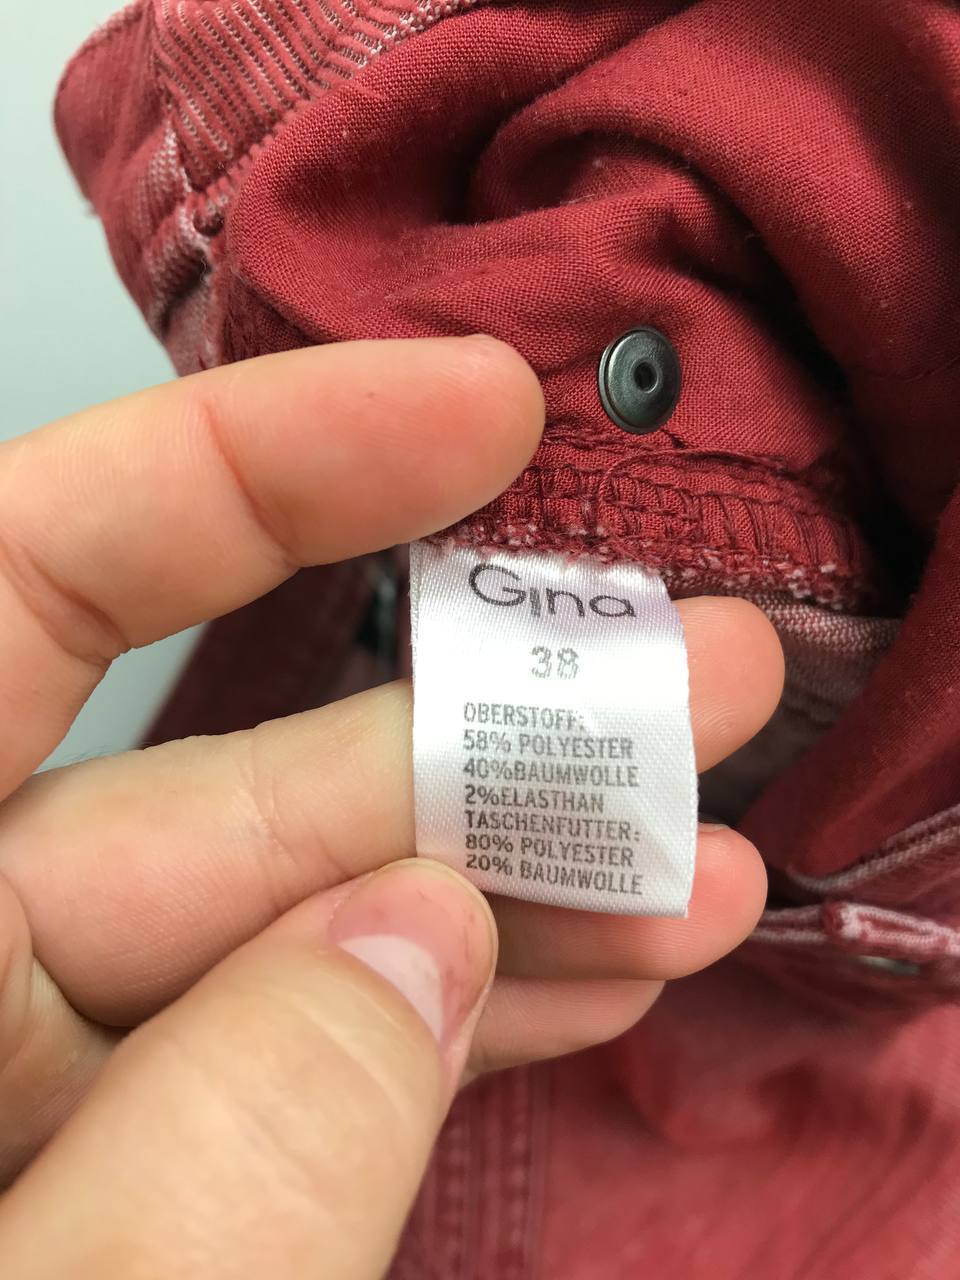 Gina
38
OBERSTOFF:
58% POLYESTER
40%BAUMWOLLE
2%ELASTHAN
TASCHENFUTTER:
80% POLYESTER
20% BAUMWOLLE